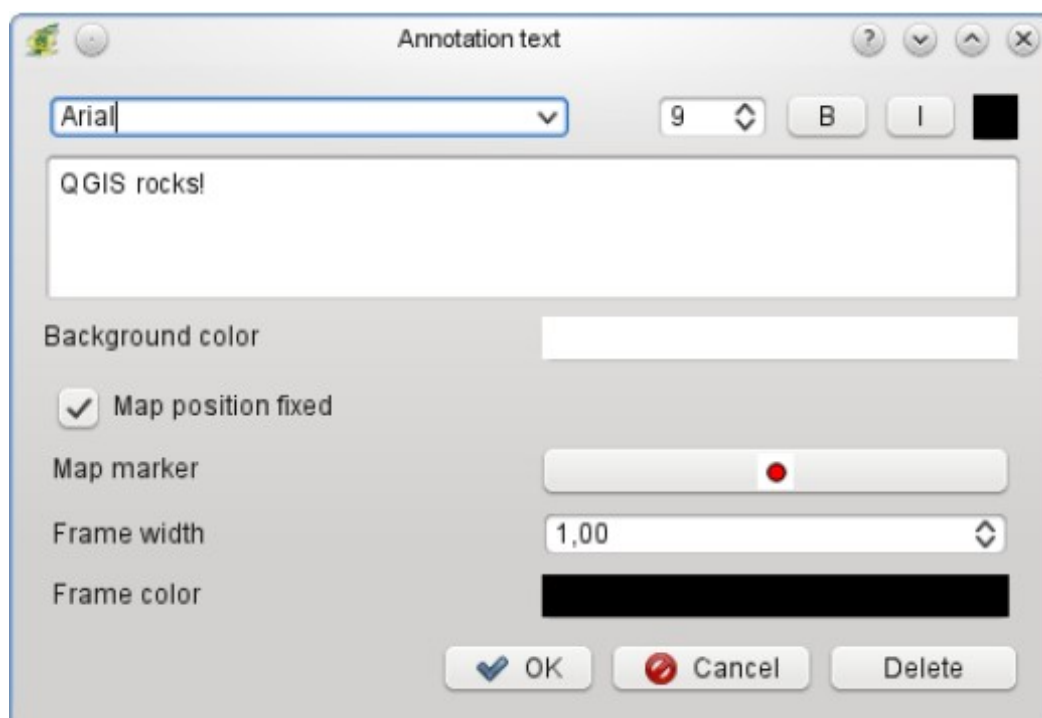 Annotation text
Arial 9 B I
QGIS rocks!
Background color
Map position fixed
Map marker
Frame width 1,00
Frame color
OK Cancel Delete